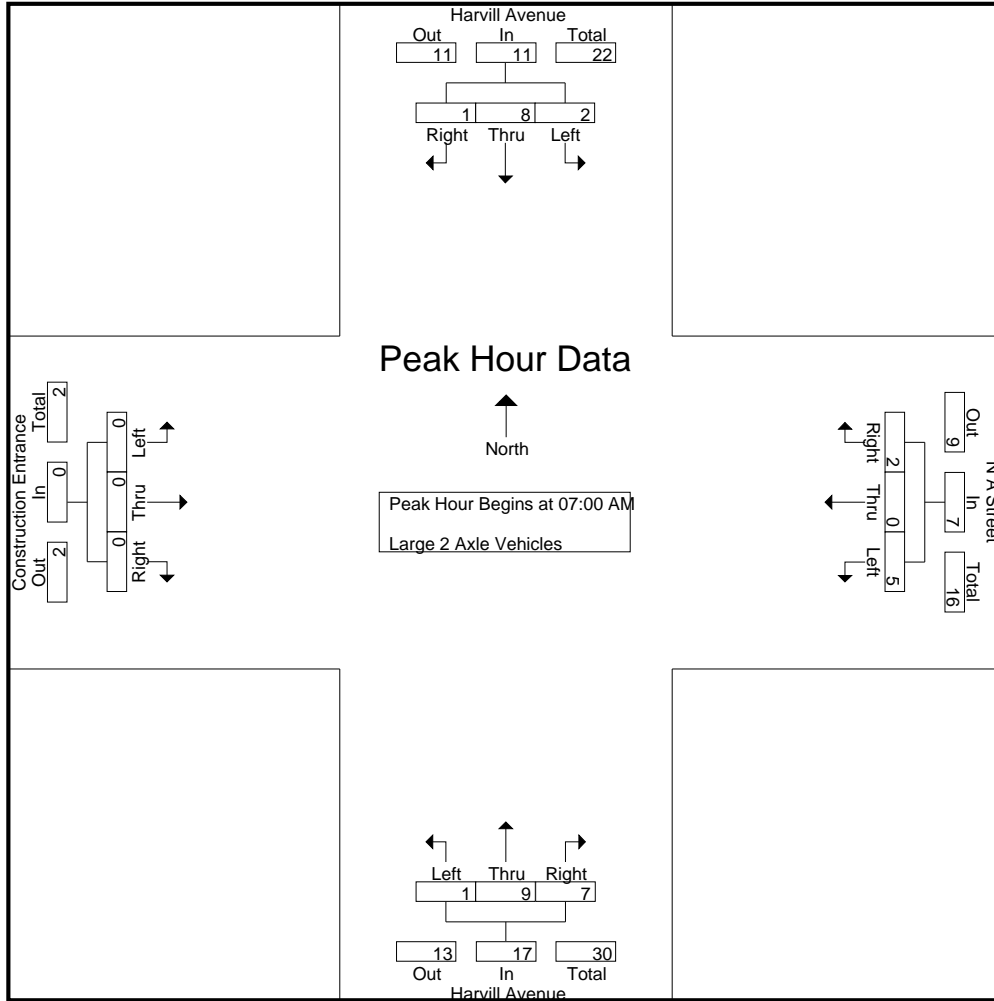 Harvill Avenue
Out In Total
11 11 22
1 8 2
Right Thru Left
Peak Hour Data
North
Peak Hour Begins at 07:00 AM
Large 2 Axle Vehicles
Construction Entrance
Total In Out
2 0 2
0 0 0
Left Thru Right
Right Thru Left
2 0 5
9 7 16
Out In Total
N A Street
Left Thru Right
1 9 7
13 17 30
Out In Total
Harvill Avenue